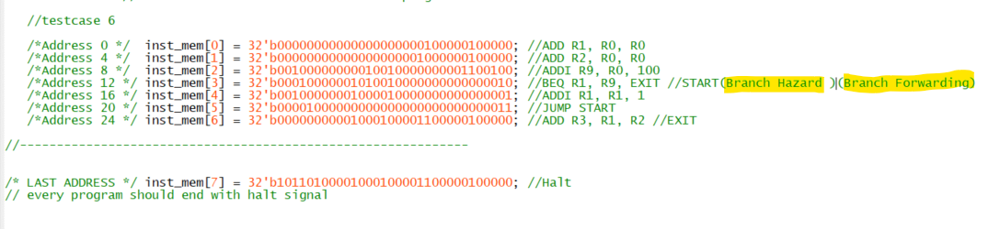 //testcase 6
/*Address 0 */ inst_mem[0] = 32'b00000000000000000000100000100000; //ADD R1, R0, R0
/*Address 4 */ inst_mem[1] = 32'b00000000000000000001000000100000; //ADD R2, R0, R0
/*Address 8 */ inst_mem[2] = 32'b00100000000010010000000001100100; //ADDI R9, R0, 100
/*Address 12 */ inst_mem[3] = 32'b00010000001010010000000000000010; //BEQ R1, R9, EXIT //START(Branch Hazard )|(Branch Forwarding)
/*Address 16 */ inst_mem[4] = 32'b00100000001000010000000000000001; //ADDI R1, R1, 1
/*Address 20 */ inst_mem[5] = 32'b00001000000000000000000000000011; //JUMP START
/*Address 24 */ inst_mem[6] = 32'b00000000001000100001100000100000; //ADD R3, R1, R2 //EXIT
//------------------------------------------------------------
/* LAST ADDRESS */ inst_mem[7] = 32'b10110100001000100001100000100000; //Halt
// every program should end with halt signal